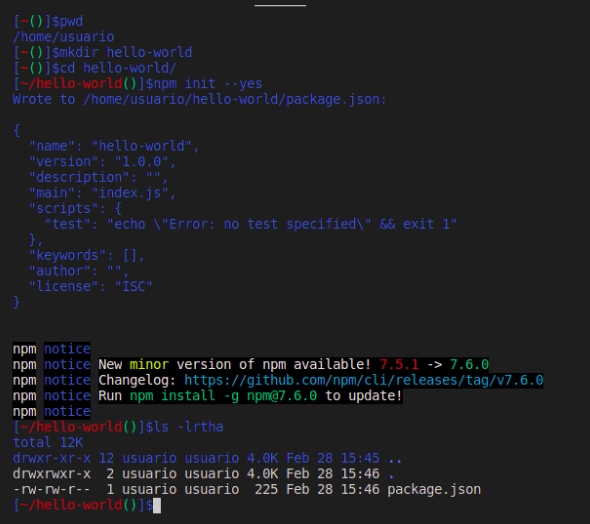 [~()]$pwd
/home/usuario
[~()]$mkdir hello-world
[~()]$cd hello-world/
[~/hello-world()]$npm init --yes
Wrote to /home/usuario/hello-world/package.json:
{
  "name": "hello-world",
  "version": "1.0.0",
  "description": "",
  "main": "index.js",
  "scripts": {
    "test": "echo \"Error: no test specified\" && exit 1"
  },
  "keywords": [],
  "author": "",
  "license": "ISC"
}
npm notice
npm notice New minor version of npm available! 7.5.1 -> 7.6.0
npm notice Changelog: https://github.com/npm/cli/releases/tag/v7.6.0
npm notice Run npm install -g npm@7.6.0 to update!
npm notice
[~/hello-world()]$ls -lrtha
total 12K
drwxr-xr-x 12 usuario usuario 4.0K Feb 28 15:45 ..
drwxrwxr-x  2 usuario usuario 4.0K Feb 28 15:46 .
-rw-rw-r--  1 usuario usuario  225 Feb 28 15:46 package.json
[~/hello-world()]$